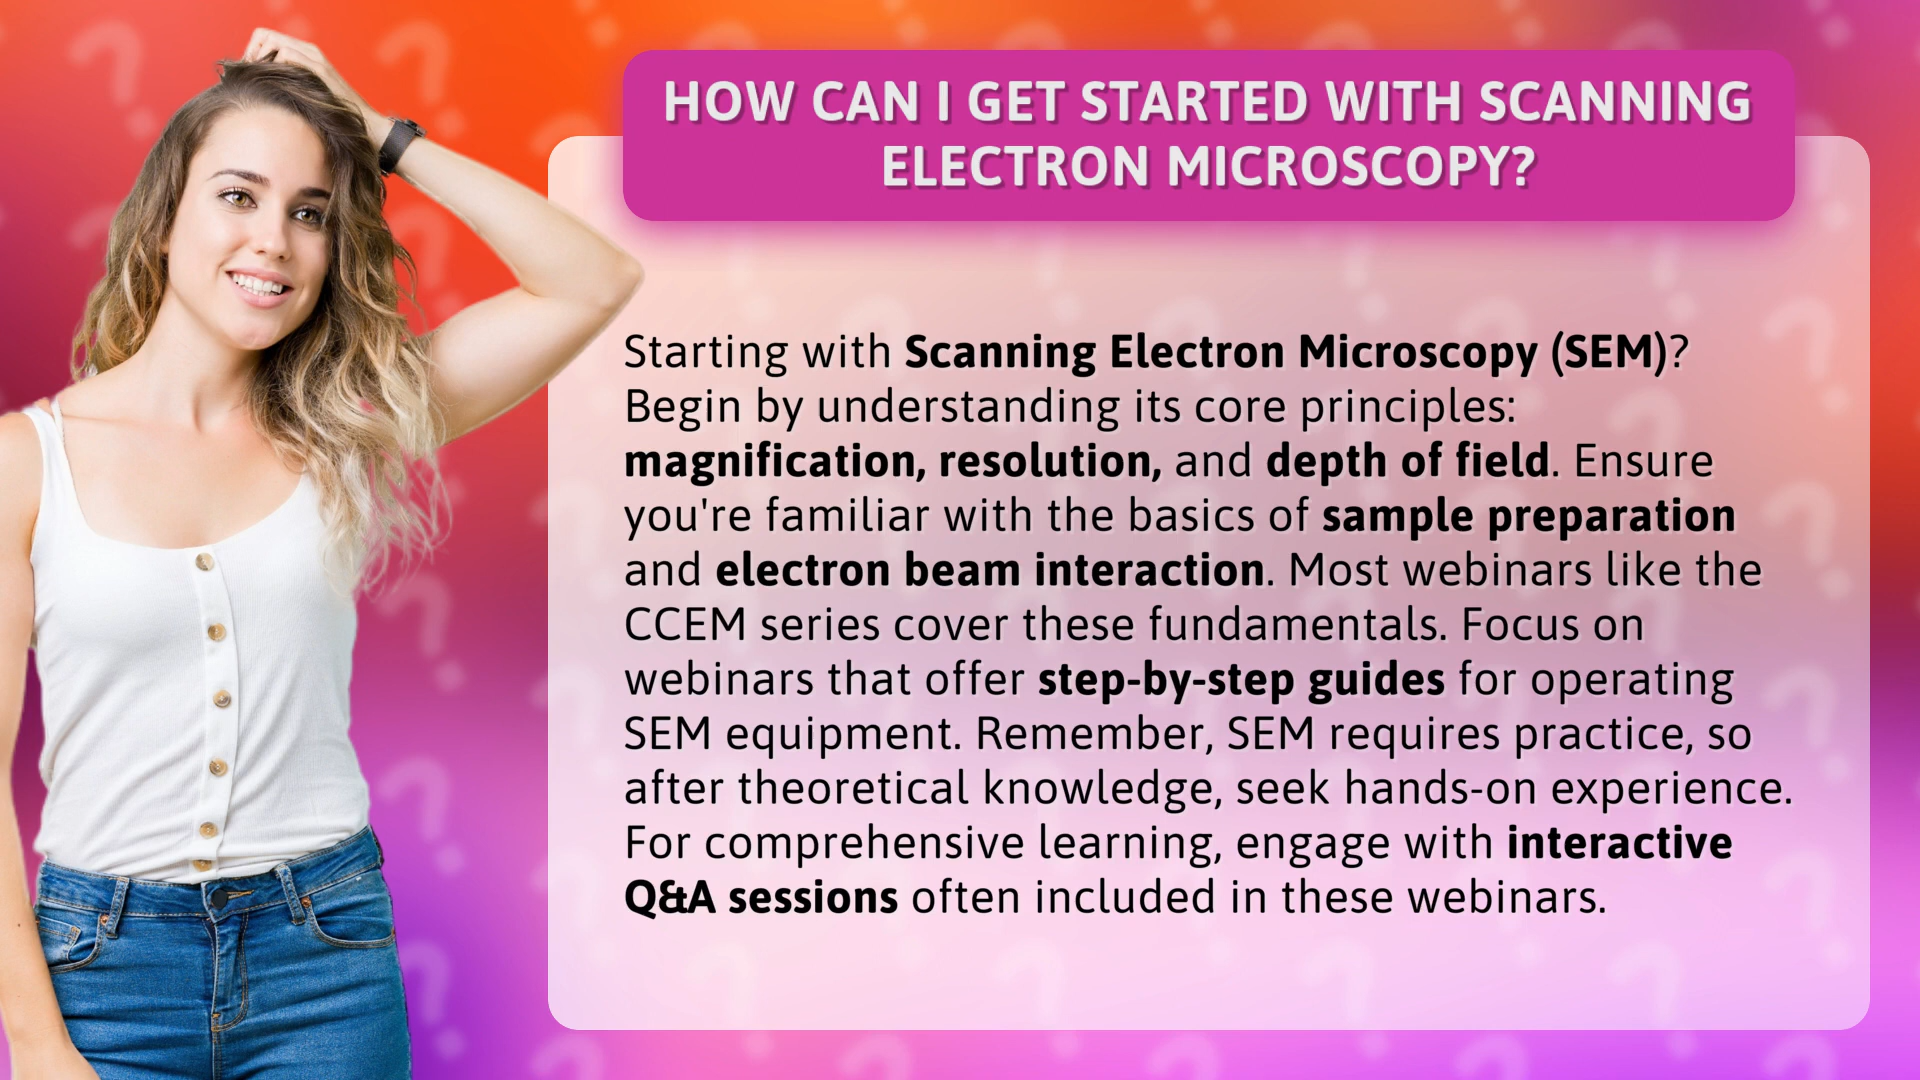 HOW CAN I GET STARTED WITH SCANNING
ELECTRON MICROSCOPY?
Starting with Scanning Electron Microscopy (SEM)?
Begin by understanding its core principles:
magnification, resolution, and depth of field. Ensure
you're familiar with the basics of sample preparation
and electron beam interaction. Most webinars like the
CCEM series cover these fundamentals. Focus on
webinars that offer step-by-step guides for operating
SEM equipment. Remember, SEM requires practice, so
after theoretical knowledge, seek hands-on experience.
For comprehensive learning, engage with interactive
Q&A sessions often included in these webinars.